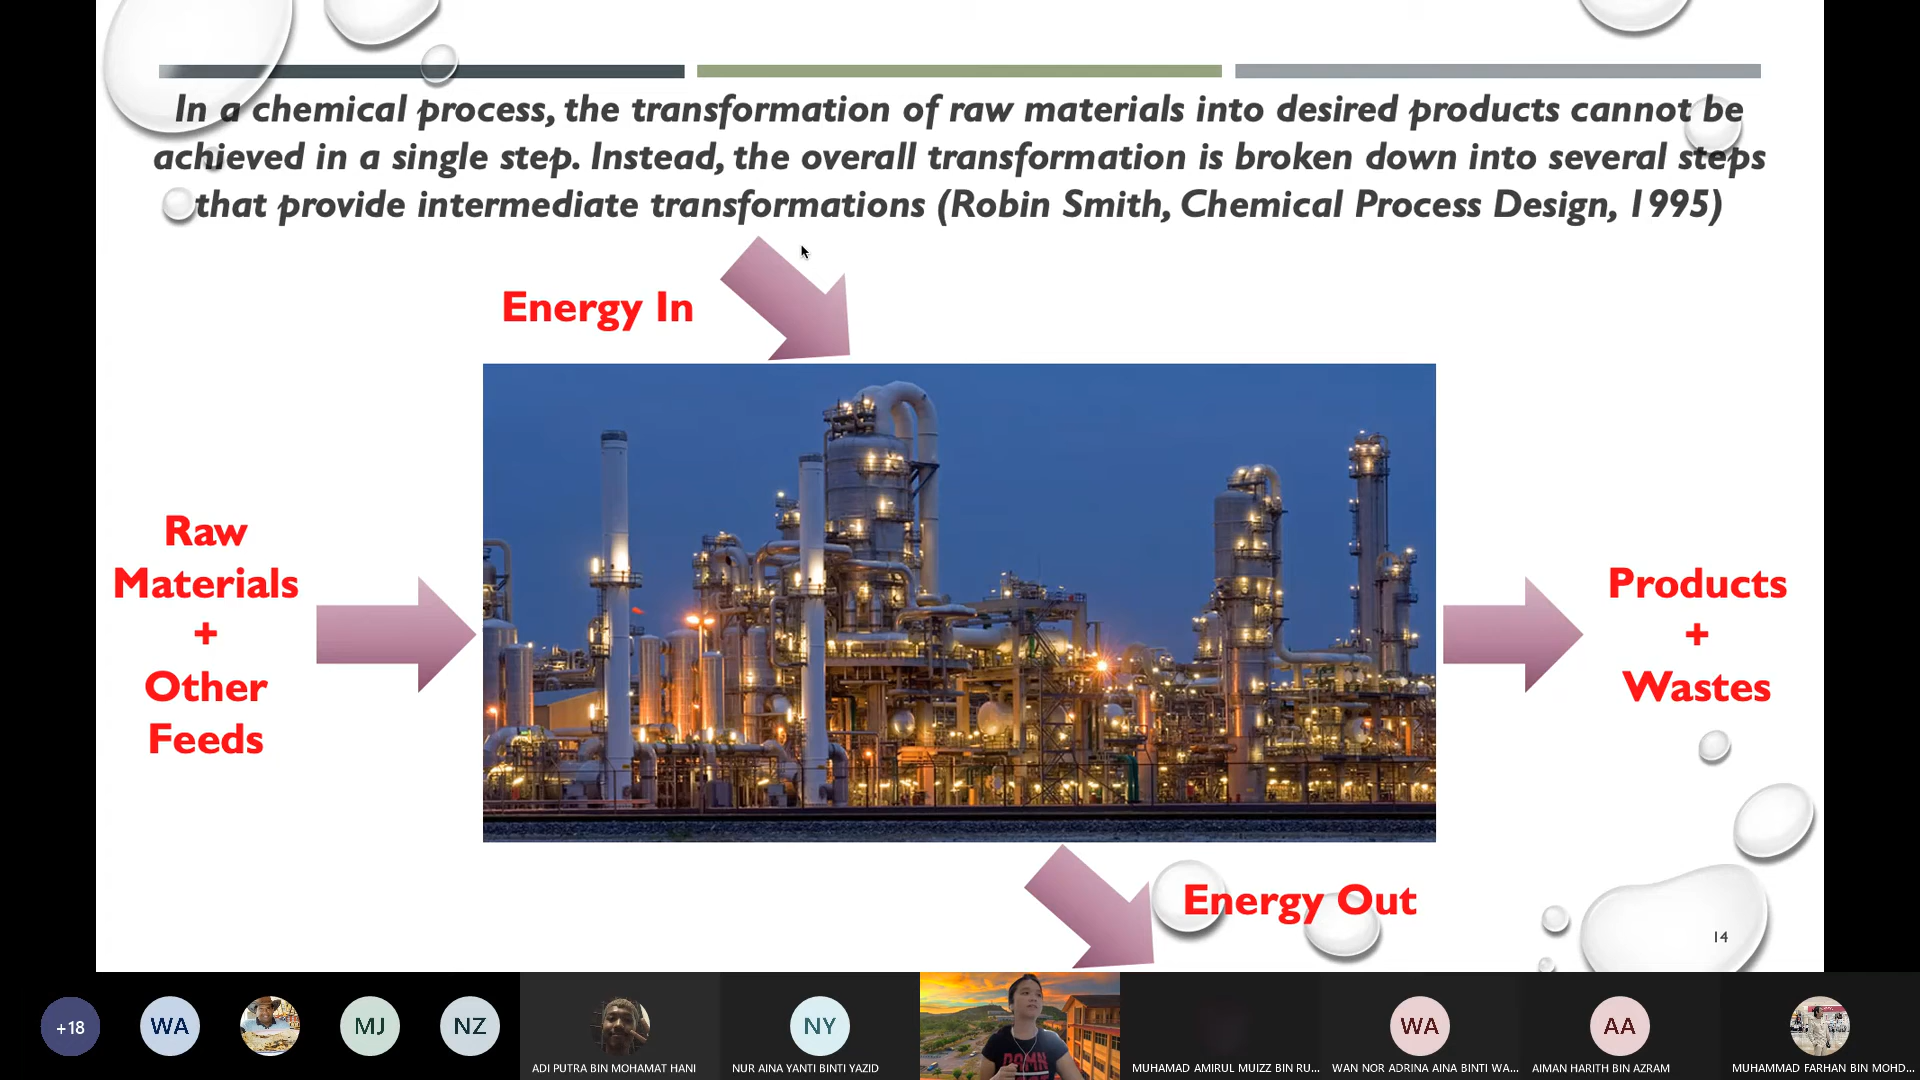 In a chemical process, the transformation of raw materials into desired products cannot be
achieved in a single step. Instead, the overall transformation is broken down into several steps
that provide intermediate transformations (Robin Smith, Chemical Process Design, 1995)
Energy In
Raw
Materials
+
Other
Feeds
Products
+
Wastes
Energy Out
14
+18
WA
MJ
NZ
ADI PUTRA BIN MOHAMAT HANI
NY
NUR AINA YANTI BINTI YAZID
MUHAMAD AMIRUL MUIZZ BIN RU...
WA
WAN NOR ADRINA AINA BINTI WA...
AA
AIMAN HARITH BIN AZRAM
MUHAMMAD FARHAN BIN MOHD...